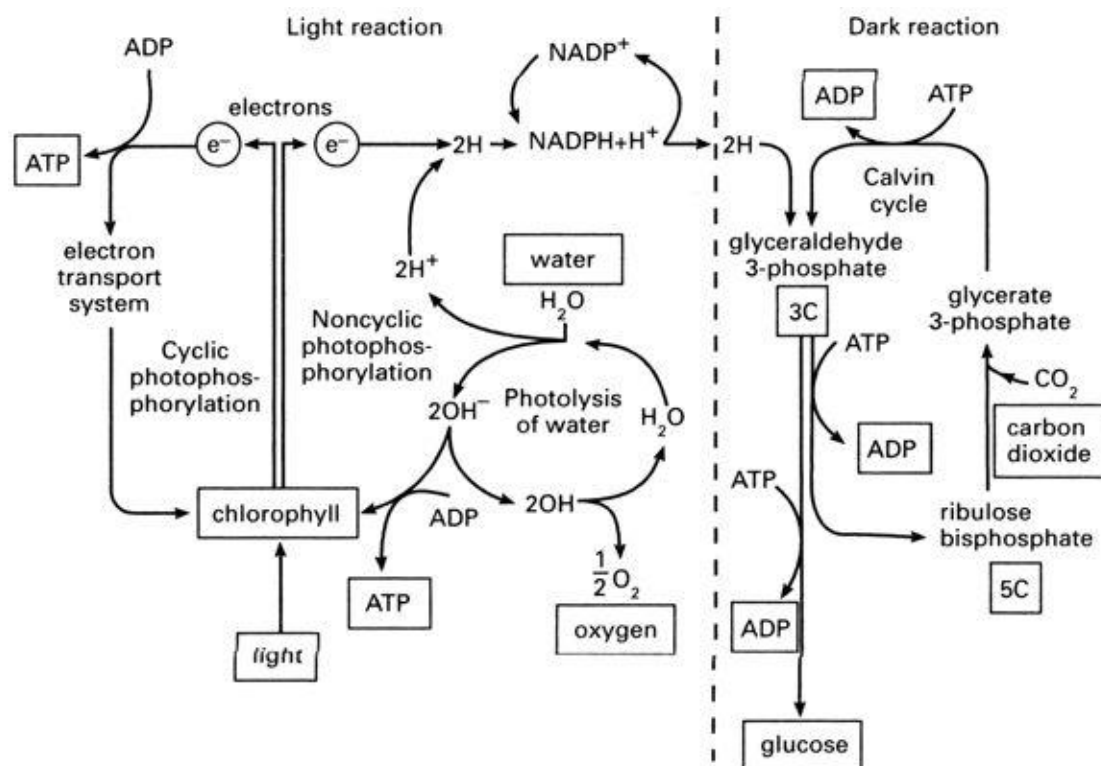 Light reaction
Dark reaction
ADP
NADP⁺
ADP
ATP
electrons
ATP
e⁻
e⁻
2H
NADPH+H⁺
2H
Calvin
cycle
electron
transport
system
2H⁺
water
H₂O
glyceraldehyde
3-phosphate
3C
glycerate
3-phosphate
Cyclic
photophos-
phorylation
Noncyclic
photophos-
phorylation
ATP
CO₂
2OH⁻
Photolysis
of water
H₂O
ADP
carbon
dioxide
chlorophyll
ADP
2OH
ATP
ribulose
bisphosphate
5C
ATP
½O₂
oxygen
ADP
light
glucose